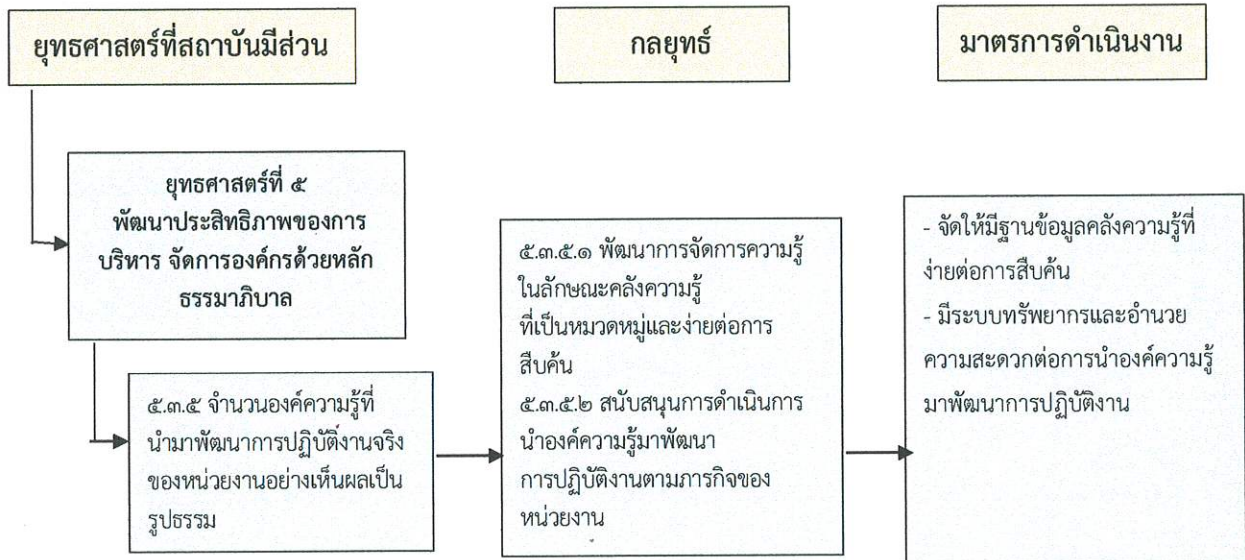 ยุทธศาสตร์ที่สถาบันมีส่วน
กลยุทธ์
มาตรการดำเนินงาน
ยุทธศาสตร์ที่ ๕
พัฒนาประสิทธิภาพของการ
บริหาร จัดการองค์กรด้วยหลัก
ธรรมาภิบาล
๕.๓.๕ จำนวนองค์ความรู้ที่
นำมาพัฒนาการปฏิบัติงานจริง
ของหน่วยงานอย่างเห็นผลเป็น
รูปธรรม
๕.๓.๕.๑ พัฒนาการจัดการความรู้
ในลักษณะคลังความรู้
ที่เป็นหมวดหมู่และง่ายต่อการ
สืบค้น
๕.๓.๕.๒ สนับสนุนการดำเนินการ
นำองค์ความรู้มาพัฒนา
การปฏิบัติงานตามภารกิจของ
หน่วยงาน
- จัดให้มีฐานข้อมูลคลังความรู้ที่
ง่ายต่อการสืบค้น
- มีระบบทรัพยากรและอำนวย
ความสะดวกต่อการนำองค์ความรู้
มาพัฒนาการปฏิบัติงาน